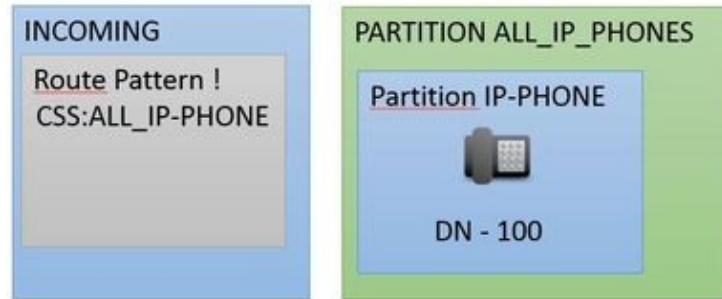 INCOMING
Route Pattern !
CSS:ALL_IP-PHONE
PARTITION ALL_IP_PHONES
Partition IP-PHONE
DN - 100